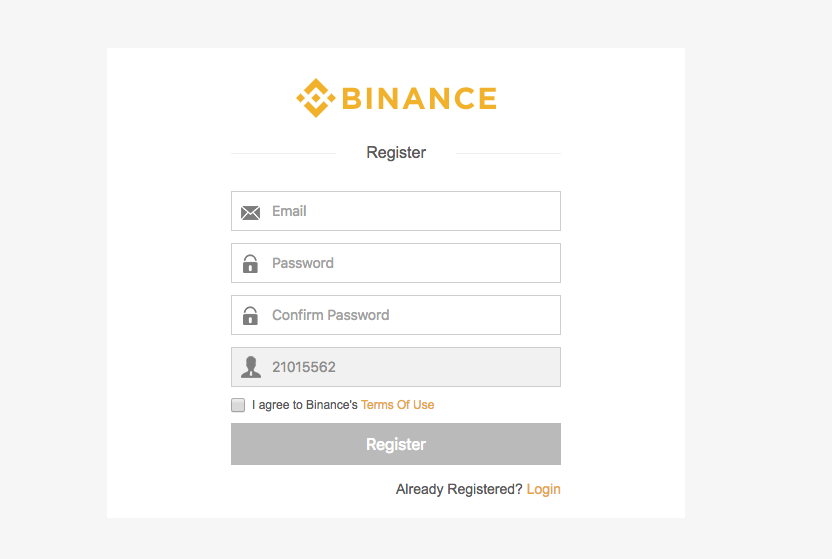 BINANCE
Register
Email
Password
Confirm Password
21015562
I agree to Binance's Terms Of Use
Register
Already Registered? Login